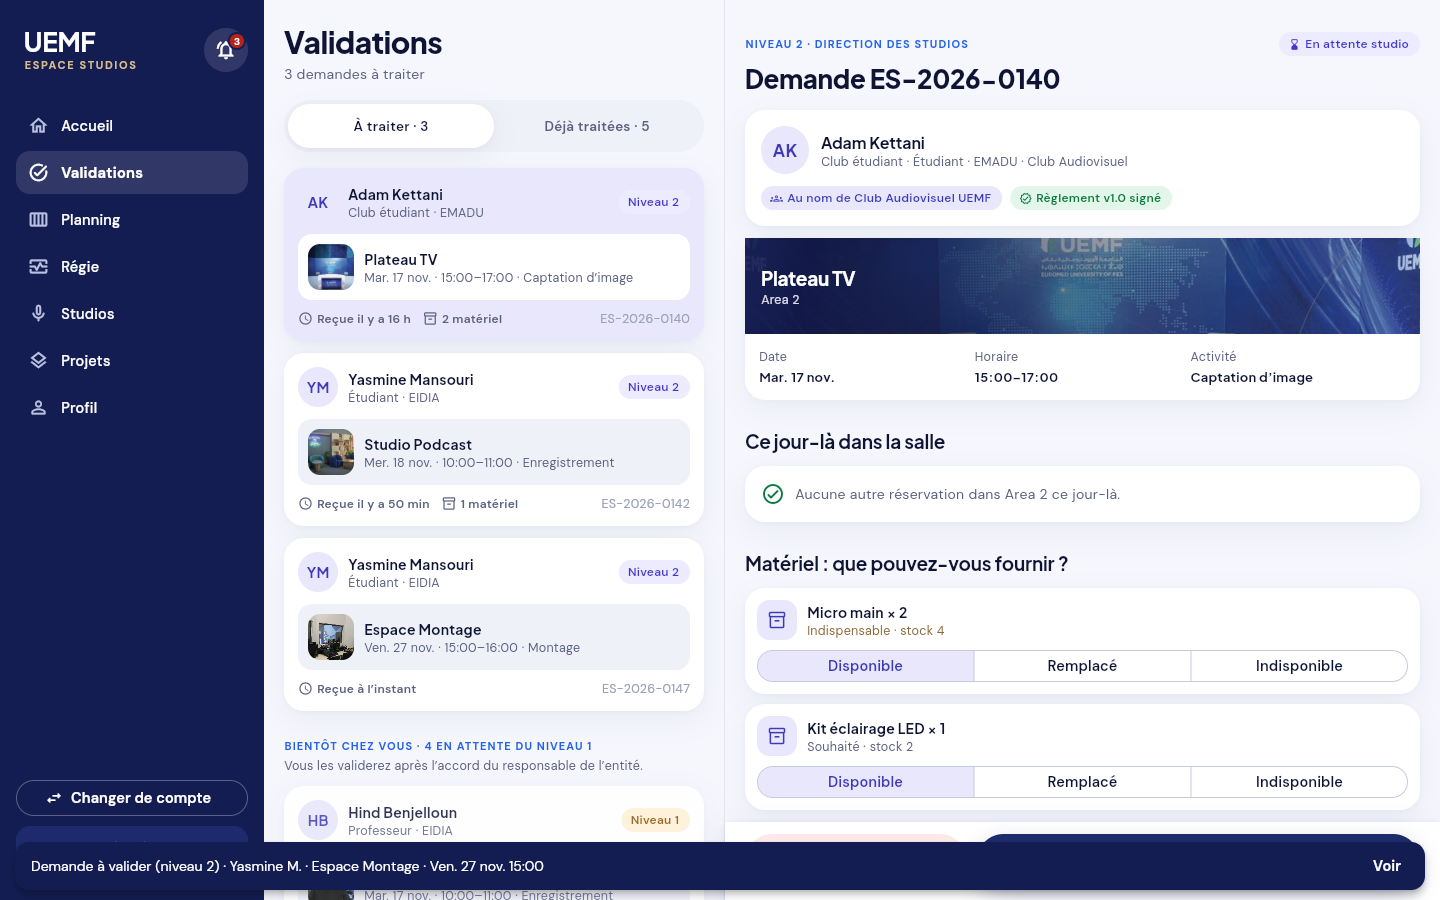 UEMF
ESPACE STUDIOS
3
Accueil
Validations
Planning
Régie
Studios
Projets
Profil
Changer de compte
Validations
3 demandes à traiter
À traiter · 3
Déjà traitées · 5
AK
Adam Kettani
Club étudiant · EMADU
Niveau 2
Plateau TV
Mar. 17 nov. · 15:00–17:00 · Captation d’image
Reçue il y a 16 h
2 matériel
ES-2026-0140
YM
Yasmine Mansouri
Étudiant · EIDIA
Niveau 2
Studio Podcast
Mer. 18 nov. · 10:00–11:00 · Enregistrement
Reçue il y a 50 min
1 matériel
ES-2026-0142
YM
Yasmine Mansouri
Étudiant · EIDIA
Niveau 2
Espace Montage
Ven. 27 nov. · 15:00–16:00 · Montage
Reçue à l’instant
ES-2026-0147
BIENTÔT CHEZ VOUS · 4 EN ATTENTE DU NIVEAU 1
Vous les validerez après l’accord du responsable de l’entité.
HB
Hind Benjelloun
Professeur · EIDIA
Niveau 1
Mar. 17 nov. · 10:00–11:00 · Enregistrement
NIVEAU 2 · DIRECTION DES STUDIOS
En attente studio
Demande ES-2026-0140
AK
Adam Kettani
Club étudiant · Étudiant · EMADU · Club Audiovisuel
Au nom de Club Audiovisuel UEMF
Règlement v1.0 signé
UEMF
Plateau TV
Area 2
Date
Mar. 17 nov.
Horaire
15:00–17:00
Activité
Captation d’image
Ce jour-là dans la salle
Aucune autre réservation dans Area 2 ce jour-là.
Matériel : que pouvez-vous fournir ?
Micro main × 2
Indispensable · stock 4
Disponible
Remplacé
Indisponible
Kit éclairage LED × 1
Souhaité · stock 2
Disponible
Remplacé
Indisponible
Demande à valider (niveau 2) · Yasmine M. · Espace Montage · Ven. 27 nov. 15:00
Voir